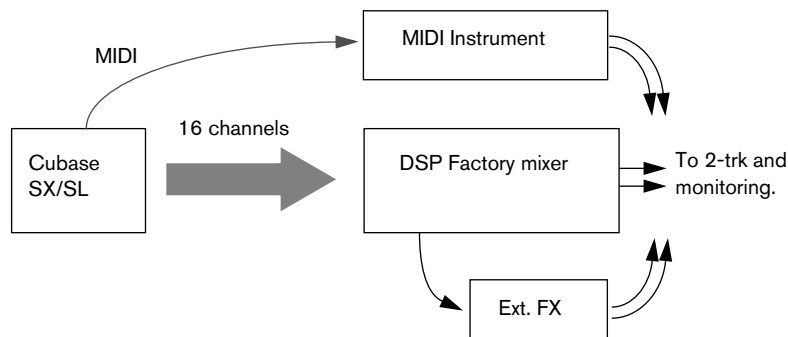 MIDI Instrument
MIDI
16 channels
Cubase
SX/SL
DSP Factory mixer
To 2-trk and
monitoring.
Ext. FX